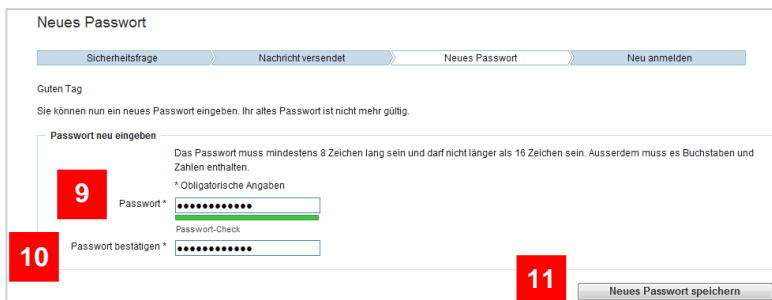 Neues Passwort
Sicherheitsfrage Nachricht versendet Neues Passwort Neu anmelden
Guten Tag
Sie können nun ein neues Passwort eingeben. Ihr altes Passwort ist nicht mehr gültig.
Passwort neu eingeben
Das Passwort muss mindestens 8 Zeichen lang sein und darf nicht länger als 16 Zeichen sein. Ausserdem muss es Buchstaben und
Zahlen enthalten.
* Obligatorische Angaben
9
Passwort * ●●●●●●●●●●●●
Passwort-Check
10
Passwort bestätigen * ●●●●●●●●●●●●
11
Neues Passwort speichern